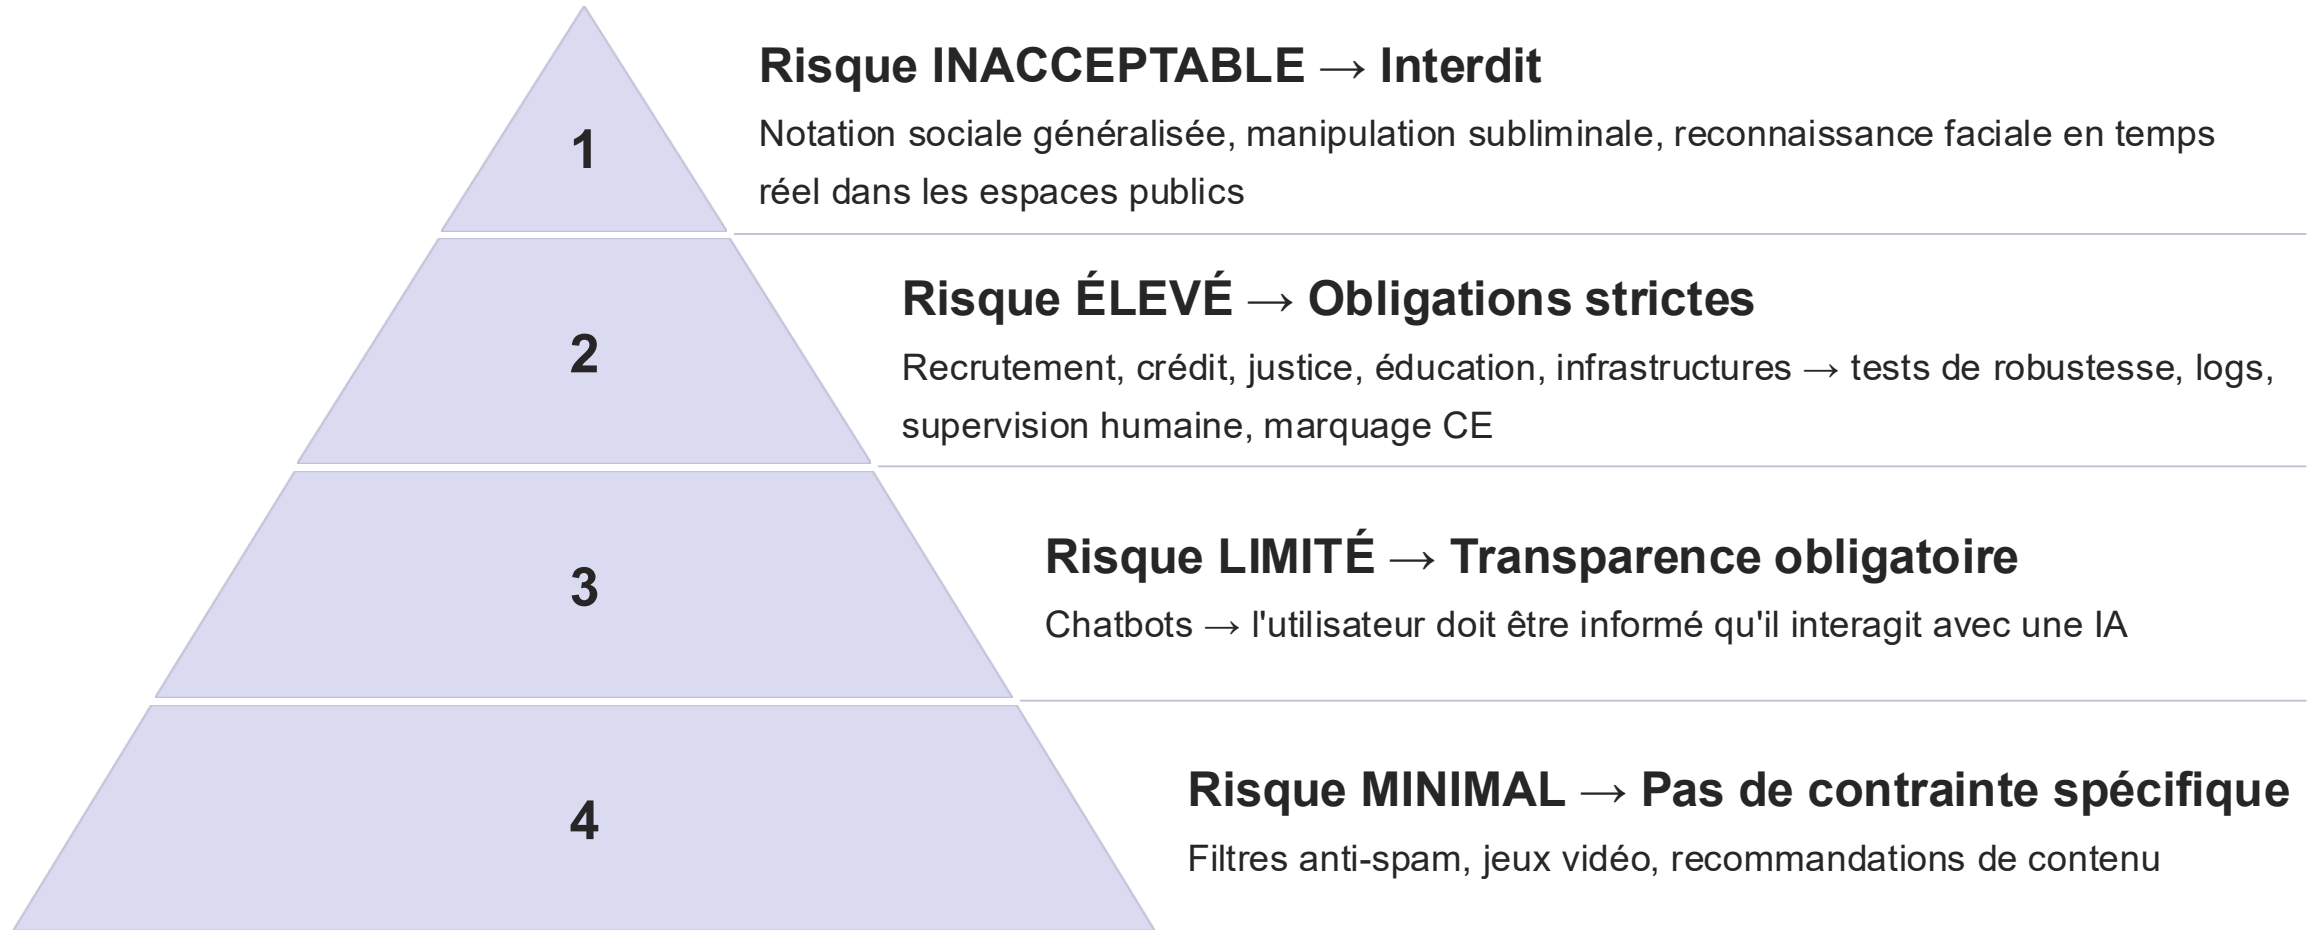 1
Risque INACCEPTABLE → Interdit
Notation sociale généralisée, manipulation subliminale, reconnaissance faciale en temps
réel dans les espaces publics
2
Risque ÉLEVÉ → Obligations strictes
Recrutement, crédit, justice, éducation, infrastructures → tests de robustesse, logs,
supervision humaine, marquage CE
3
Risque LIMITÉ → Transparence obligatoire
Chatbots → l'utilisateur doit être informé qu'il interagit avec une IA
4
Risque MINIMAL → Pas de contrainte spécifique
Filtres anti-spam, jeux vidéo, recommandations de contenu